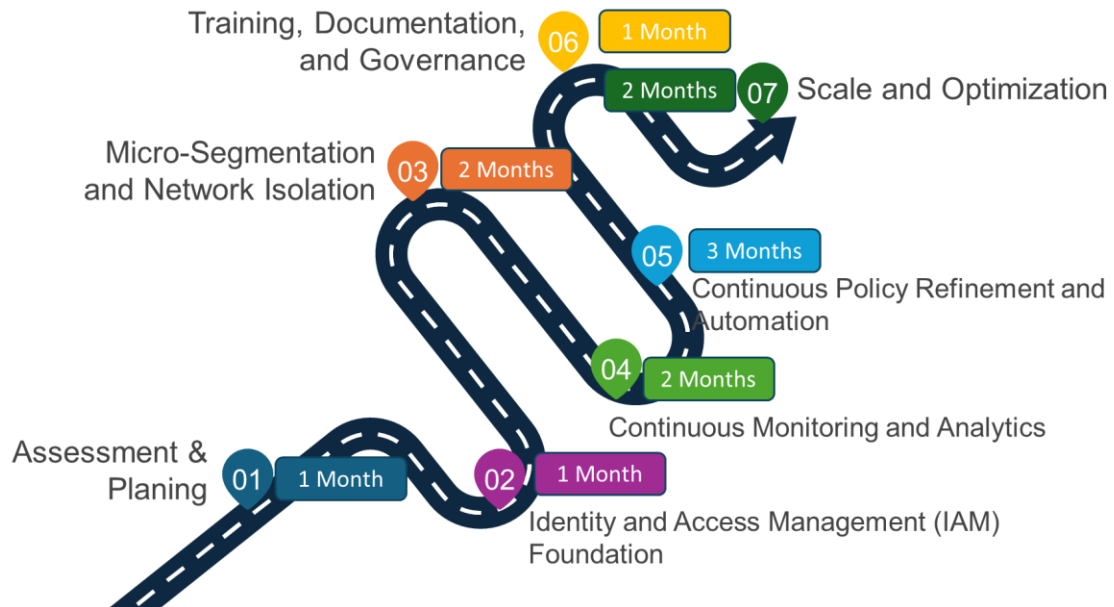 Training, Documentation,
and Governance
06
1 Month
2 Months
07
Scale and Optimization
Micro-Segmentation
and Network Isolation
03
2 Months
05
3 Months
Continuous Policy Refinement and
Automation
04
2 Months
Continuous Monitoring and Analytics
Assessment &
Planing
01
1 Month
02
1 Month
Identity and Access Management (IAM)
Foundation